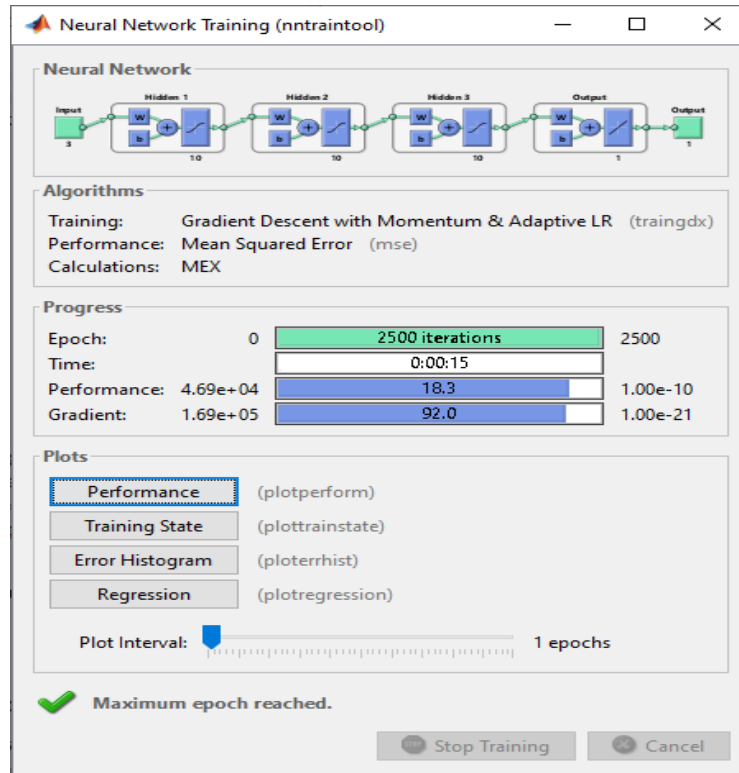 Neural Network Training (nntraintool)
Neural Network
Hidden 1 Hidden 2 Hidden 3 Output
Input W W W W Output
b b b b
3 10 10 10 1 1
Algorithms
Training: Gradient Descent with Momentum & Adaptive LR (traingdx)
Performance: Mean Squared Error (mse)
Calculations: MEX
Progress
Epoch: 0 2500 iterations 2500
Time: 0:00:15
Performance: 4.69e+04 18.3 1.00e-10
Gradient: 1.69e+05 92.0 1.00e-21
Plots
Performance (plotperform)
Training State (plottrainstate)
Error Histogram (ploterrhist)
Regression (plotregression)
Plot Interval: 1 epochs
Maximum epoch reached.
Stop Training Cancel